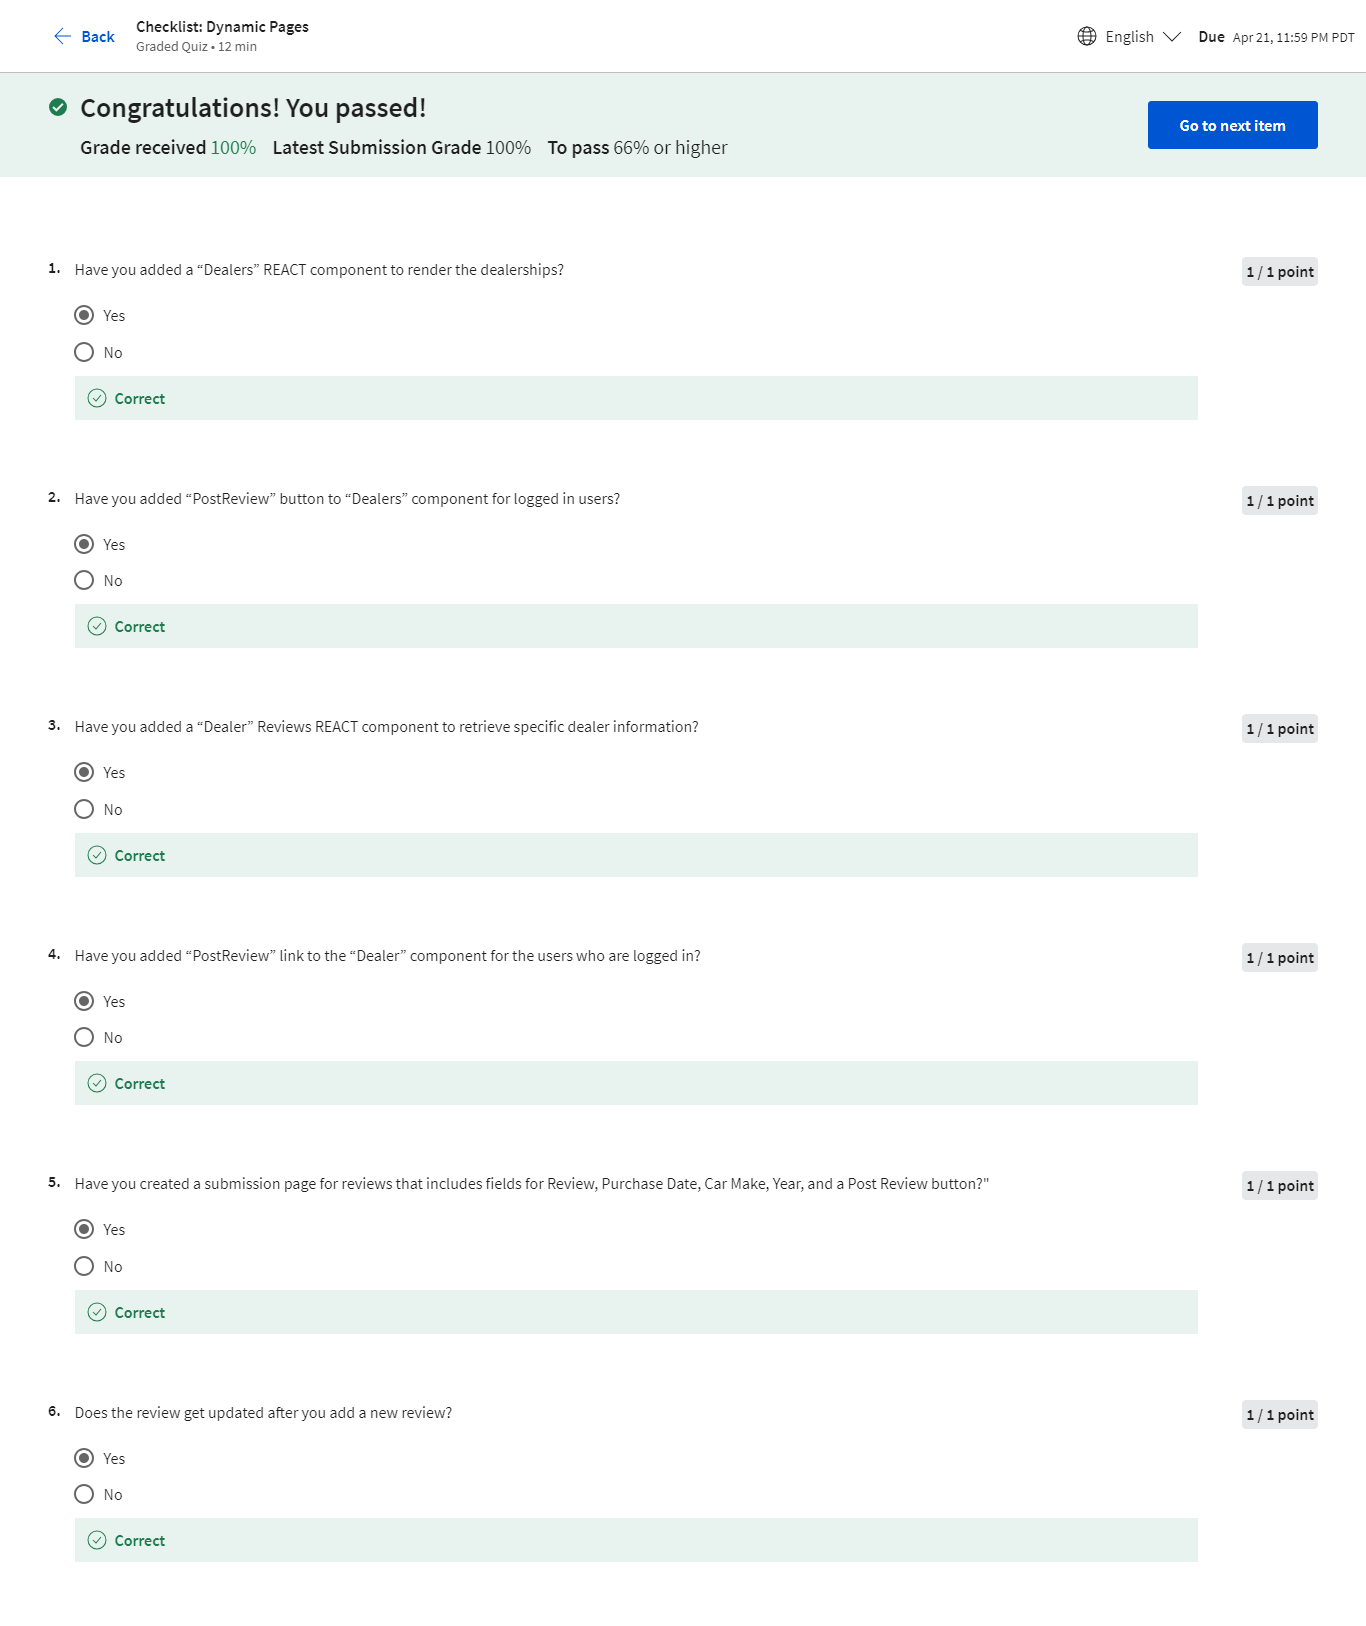 Back
Checklist: Dynamic Pages
Graded Quiz • 12 min
English
Due Apr 21, 11:59 PM PDT
Congratulations! You passed!
Grade received 100% Latest Submission Grade 100% To pass 66% or higher
Go to next item
1. Have you added a “Dealers” REACT component to render the dealerships?
1 / 1 point
Yes
No
Correct
2. Have you added “PostReview” button to “Dealers” component for logged in users?
1 / 1 point
Yes
No
Correct
3. Have you added a “Dealer” Reviews REACT component to retrieve specific dealer information?
1 / 1 point
Yes
No
Correct
4. Have you added “PostReview” link to the “Dealer” component for the users who are logged in?
1 / 1 point
Yes
No
Correct
5. Have you created a submission page for reviews that includes fields for Review, Purchase Date, Car Make, Year, and a Post Review button?"
1 / 1 point
Yes
No
Correct
6. Does the review get updated after you add a new review?
1 / 1 point
Yes
No
Correct